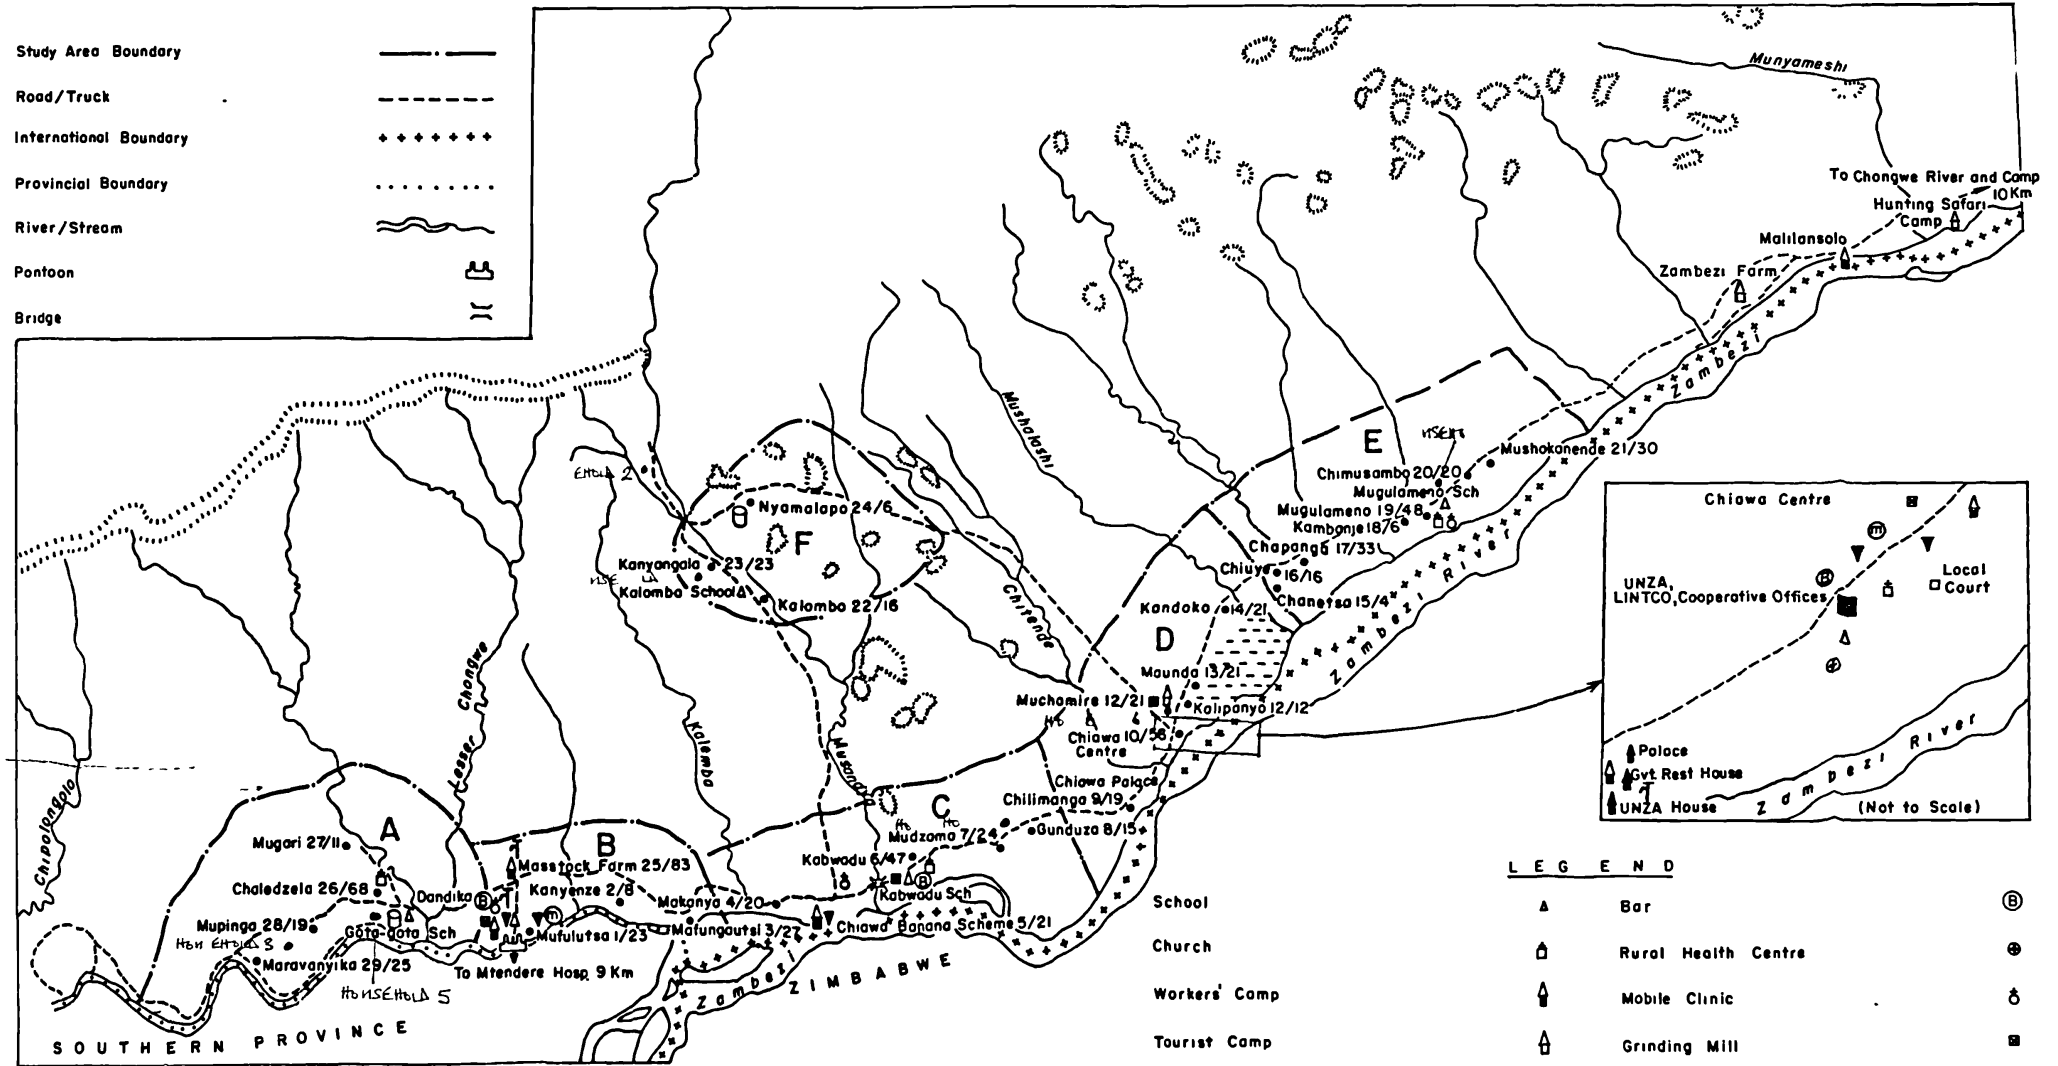 Study Area Boundary
Road/Truck
International Boundary
Provincial Boundary
River/Stream
Pontoon
Bridge
Munyameshi
To Chongwe River and Camp
10 Km
Hunting Safari
Camp
Malilansolo
Zambezi Farm
Zambezi
Mushalashi
E
Mushokanende 21/30
Chimusambo 20/20
Mugulameno Sch
Mugulameno 19/48
Kambanje 18/6
Chapanga 17/33
Chiuye 16/16
Chanetsa 15/4
Kandoko 14/21
D
Maunda 13/21
Muchamire 12/21
Kalipanyo 12/12
Chiawa 10/56
Centre
Zambezi River
EHOLD 2
Nyamalapo 24/6
F
Kanyangala 23/23
Kalomba School
Kalomba 22/16
Chitende
Lesser Chongwe
Kalemba
Musandya
Chipolongolo
Chiawa Palace
Chilimanga 9/19
C
Mudzoma 7/24
Gunduza 8/15
Kabwadu 6/47
Kabwadu Sch
A
B
Mugari 27/11
Masstock Farm 25/83
Chaledzela 26/68
Dandika
B
Kanyenze 2/8
Makanya 4/20
Mupinga 28/19
Gota-gota Sch
m
Mufulutsa 1/23
Mafungautsi 3/27
Chiawa Banana Scheme 5/21
Maravanyika 29/25
To Mtendere Hosp. 9 Km
HOUSEHOLD 5
Zambezi
ZIMBABWE
SOUTHERN PROVINCE
Chiawa Centre
m
B
UNZA,
LINTCO, Cooperative Offices
Local
Court
Palace
Gvt. Rest House
UNZA House
Zambezi River
(Not to Scale)
LEGEND
School
Bar
B
Church
Rural Health Centre
Workers' Camp
Mobile Clinic
Tourist Camp
Grinding Mill